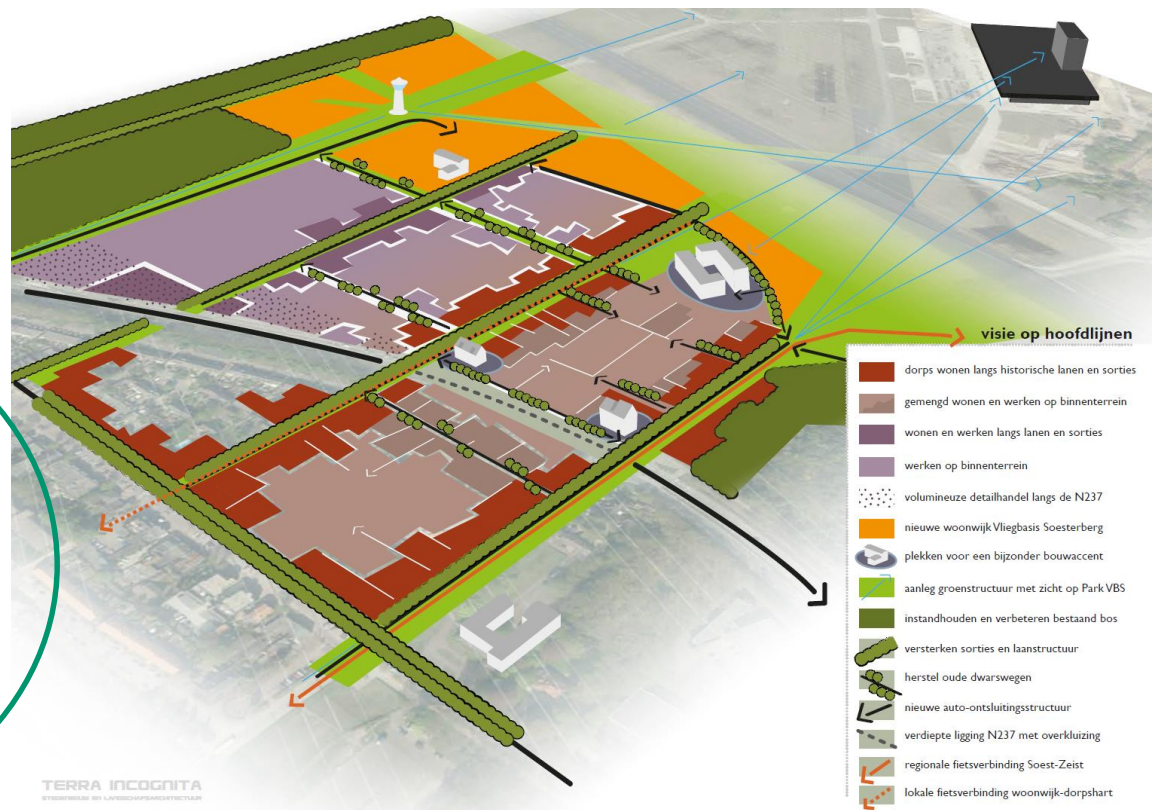 visie op hoofdlijnen
dorps wonen langs historische lanen en sorties
gemengd wonen en werken op binnenterrein
wonen en werken langs lanen en sorties
werken op binnenterrein
volumineuze detailhandel langs de N237
nieuwe woonwijk Vliegbasis Soesterberg
plekken voor een bijzonder bouwaccent
aanleg groenstructuur met zicht op Park VBS
instandhouden en verbeteren bestaand bos
versterken sorties en laanstructuur
herstel oude dwarswegen
nieuwe auto-ontsluitingsstructuur
verdiepte ligging N237 met overkluizing
regionale fietsverbinding Soest-Zeist
lokale fietsverbinding woonwijk-dorpshart
TERRA INCOGNITA
STEDENBOUW EN LANDSCHAPSARCHITECTUUR